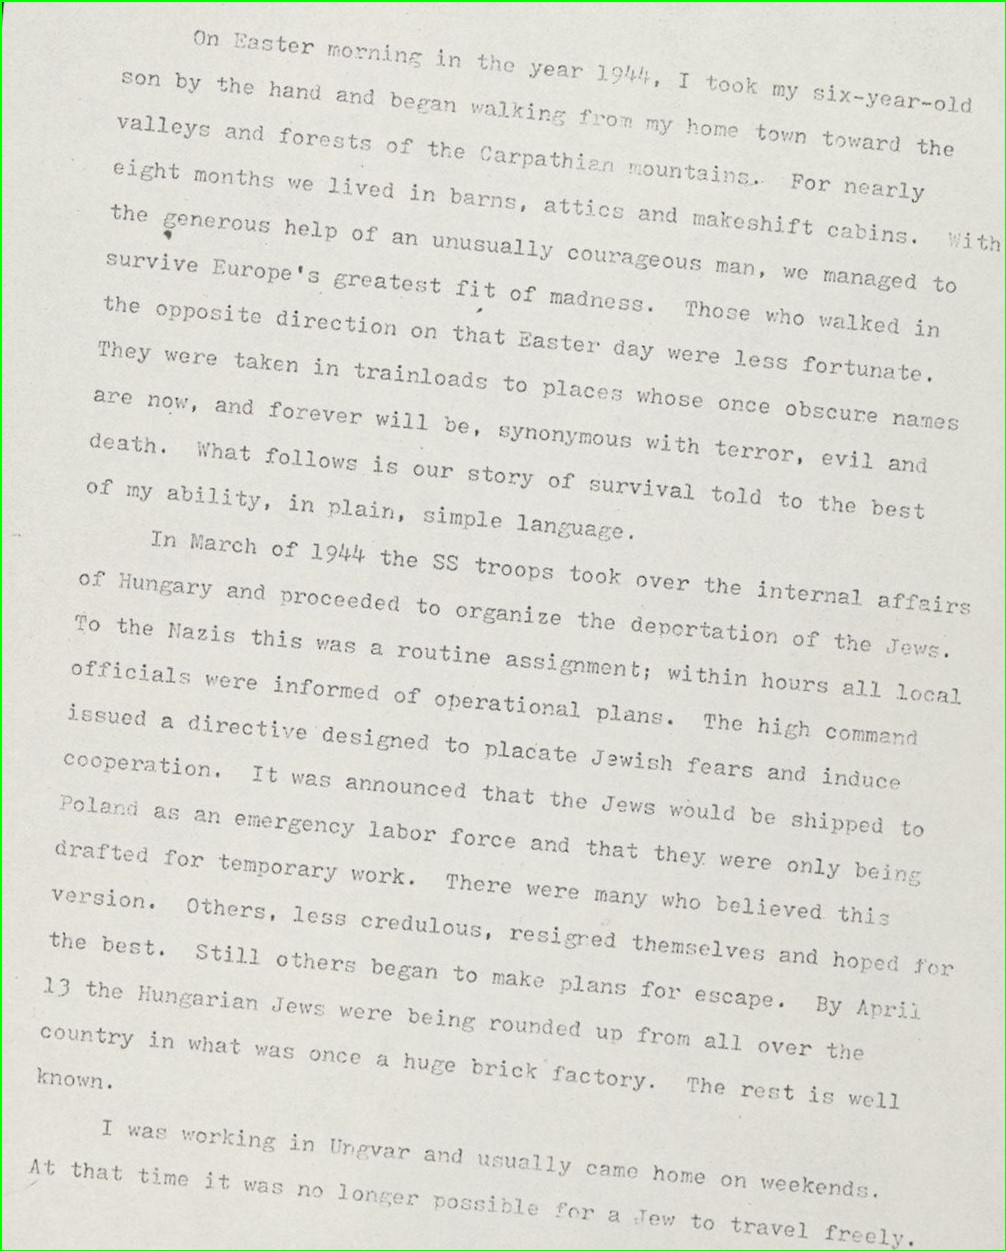 On Easter morning in the year 1944, I took my six-year-old
son by the hand and began walking from my home town toward the
valleys and forests of the Carpathian mountains. For nearly
eight months we lived in barns, attics and makeshift cabins. With
the generous help of an unusually courageous man, we managed to
survive Europe's greatest fit of madness. Those who walked in
the opposite direction on that Easter day were less fortunate.
They were taken in trainloads to places whose once obscure names
are now, and forever will be, synonymous with terror, evil and
death. What follows is our story of survival told to the best
of my ability, in plain, simple language.
In March of 1944 the SS troops took over the internal affairs
of Hungary and proceeded to organize the deportation of the Jews.
To the Nazis this was a routine assignment; within hours all local
officials were informed of operational plans. The high command
issued a directive designed to placate Jewish fears and induce
cooperation. It was announced that the Jews would be shipped to
Poland as an emergency labor force and that they were only being
drafted for temporary work. There were many who believed this
version. Others, less credulous, resigned themselves and hoped for
the best. Still others began to make plans for escape. By April
13 the Hungarian Jews were being rounded up from all over the
country in what was once a huge brick factory. The rest is well
known.
I was working in Ungvar and usually came home on weekends.
At that time it was no longer possible for a Jew to travel freely.